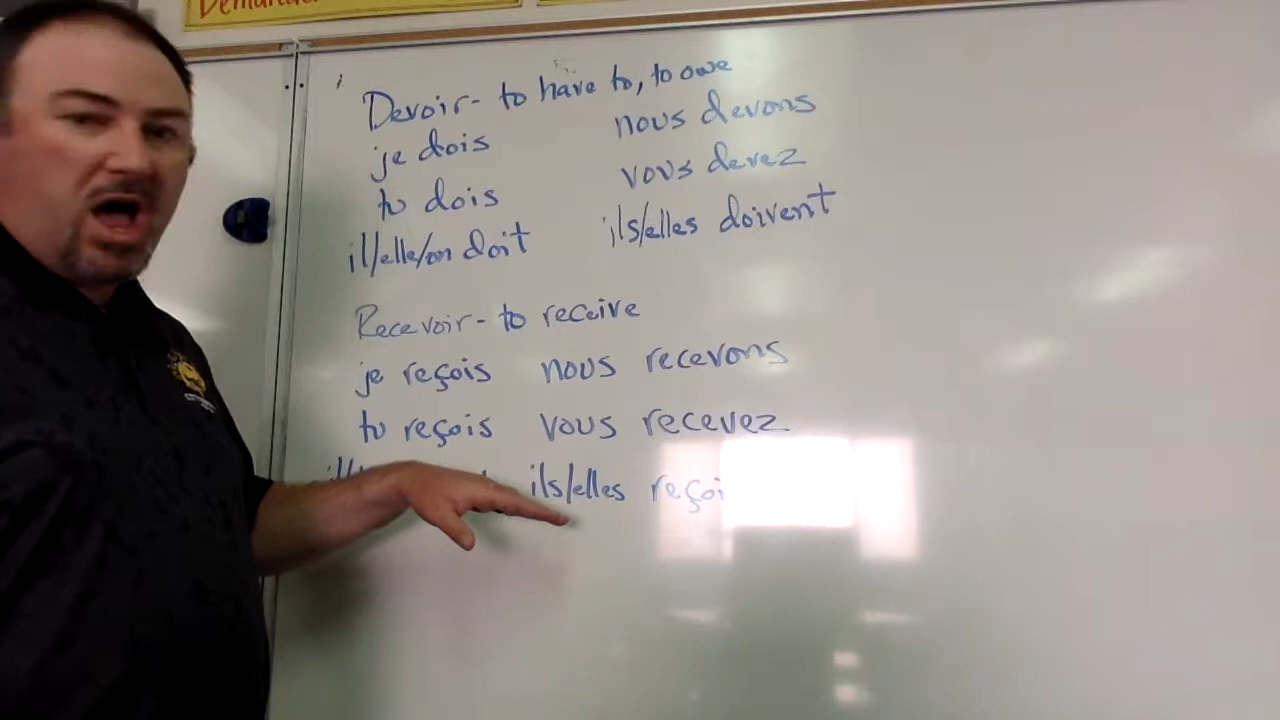 Devoir - to have to, to owe
je dois nous devons
tu dois vous devez
il/elle/on doit ils/elles doivent
Recevoir - to receive
je reçois nous recevons
tu reçois vous recevez
ils/elles